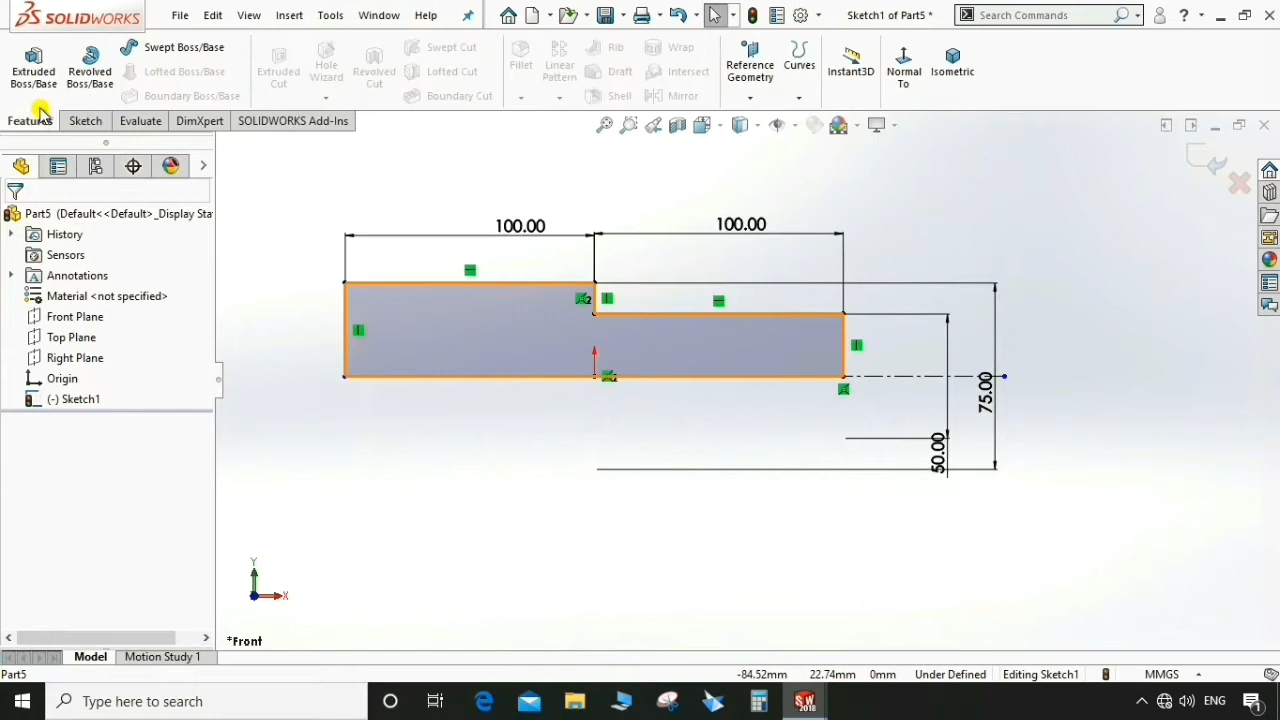 SOLIDWORKS
File
Edit
View
Insert
Tools
Window
Help
Sketch1 of Part5 *
Search Commands
?
Extruded Boss/Base
Revolved Boss/Base
Swept Boss/Base
Lofted Boss/Base
Boundary Boss/Base
Extruded Cut
Hole Wizard
Revolved Cut
Swept Cut
Lofted Cut
Boundary Cut
Fillet
Linear Pattern
Rib
Draft
Shell
Wrap
Intersect
Mirror
Reference Geometry
Curves
Instant3D
Normal To
Isometric
Features
Sketch
Evaluate
DimXpert
SOLIDWORKS Add-Ins
Part5 (Default<<Default>_Display Sta
History
Sensors
Annotations
Material <not specified>
Front Plane
Top Plane
Right Plane
Origin
(-) Sketch1
100.00
100.00
75.00
50.00
2
Y
X
*Front
Model
Motion Study 1
Part5
-84.52mm
22.74mm
0mm
Under Defined
Editing Sketch1
MMGS
Type here to search
SW
2018
ENG
1